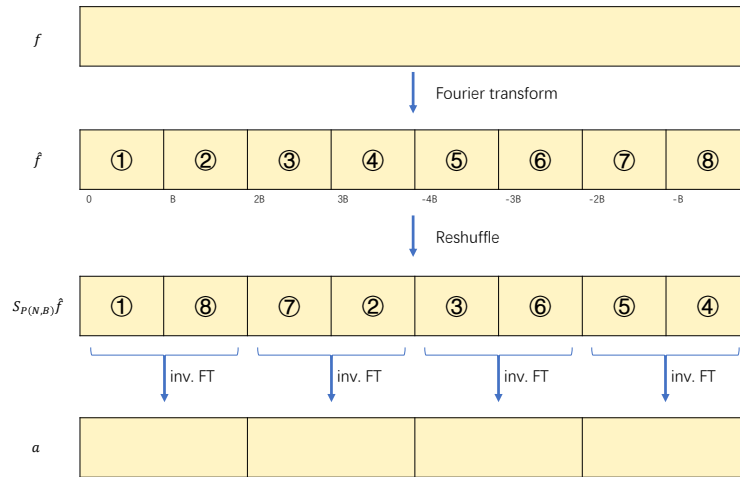 f
Fourier transform
f̂ ① ② ③ ④ ⑤ ⑥ ⑦ ⑧
0 B 2B 3B -4B -3B -2B -B
Reshuffle
S_{P(N,B)}f̂ ① ⑧ ⑦ ② ③ ⑥ ⑤ ④
inv. FT inv. FT inv. FT inv. FT
a